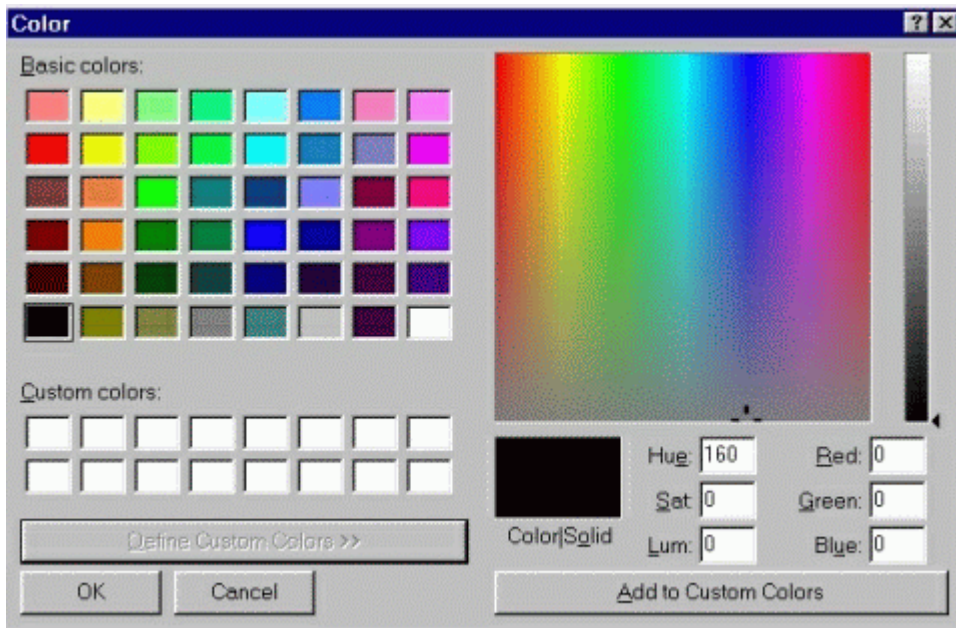 Color
Basic colors:
Custom colors:
Define Custom Colors >>
OK Cancel
Color|Solid
Hue: 160 Red: 0
Sat: 0 Green: 0
Lum: 0 Blue: 0
Add to Custom Colors